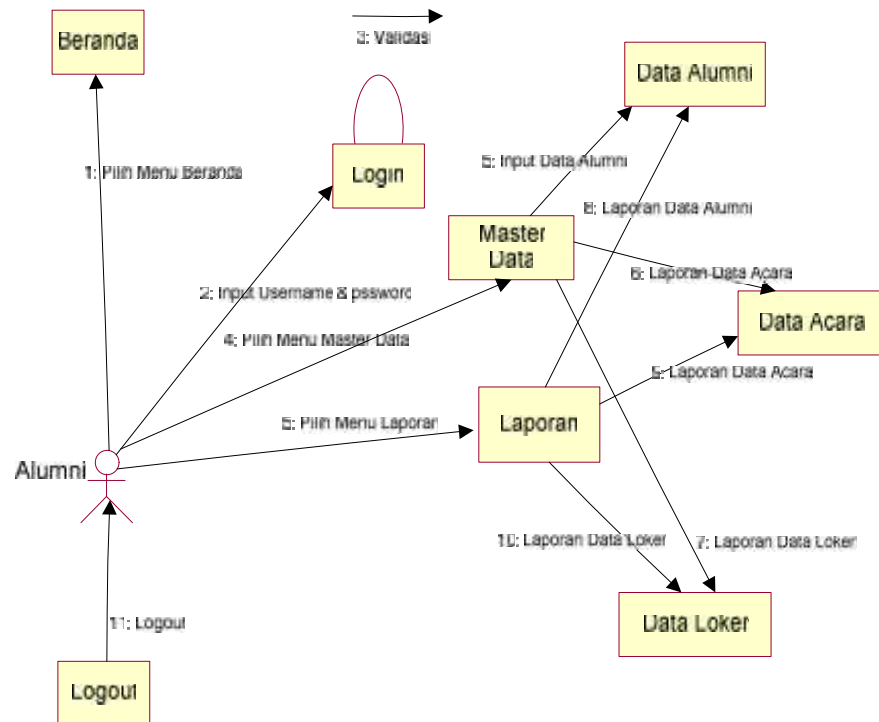 Beranda
3: Validasi
Data Alumni
5: Input Data Alumni
1: Pilih Menu Beranda
Login
8: Laporan Data Alumni
Master
Data
6: Laporan Data Acara
2: Input Username & pssword
Data Acara
4: Pilih Menu Master Data
Laporan Data Acara
Pilih Menu Laporan
Laporan
Alumni
10: Laporan Data Loker
7: Laporan Data Loker
11: Logout
Data Loker
Logout